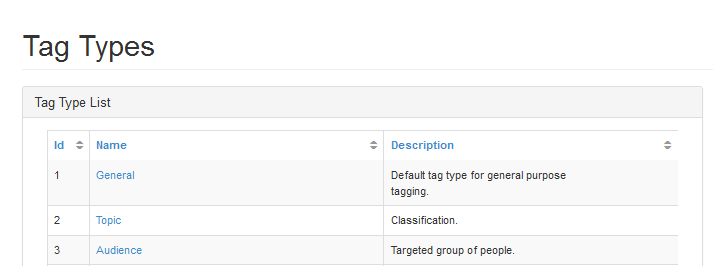 Tag Types
Tag Type List
Id Name Description
1 General Default tag type for general purpose
tagging.
2 Topic Classification.
3 Audience Targeted group of people.